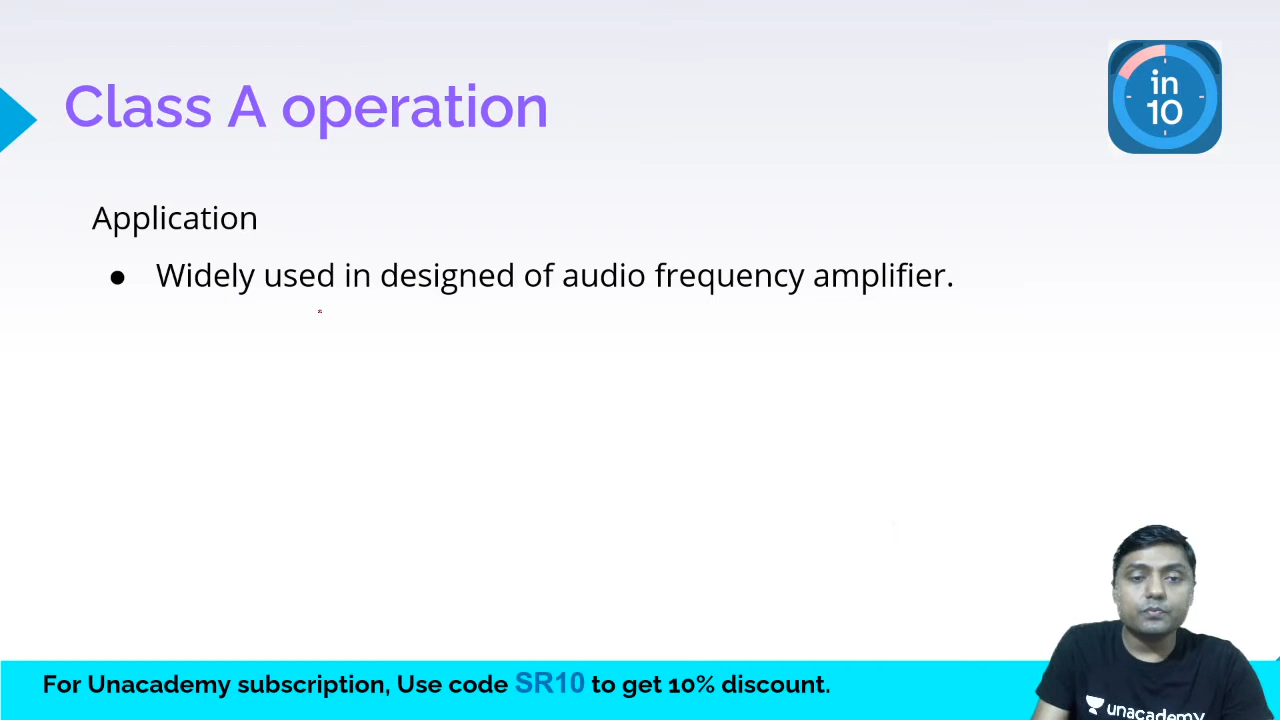 Class A operation
in
10
Application
● Widely used in designed of audio frequency amplifier.
For Unacademy subscription, Use code SR10 to get 10% discount.
unacademy